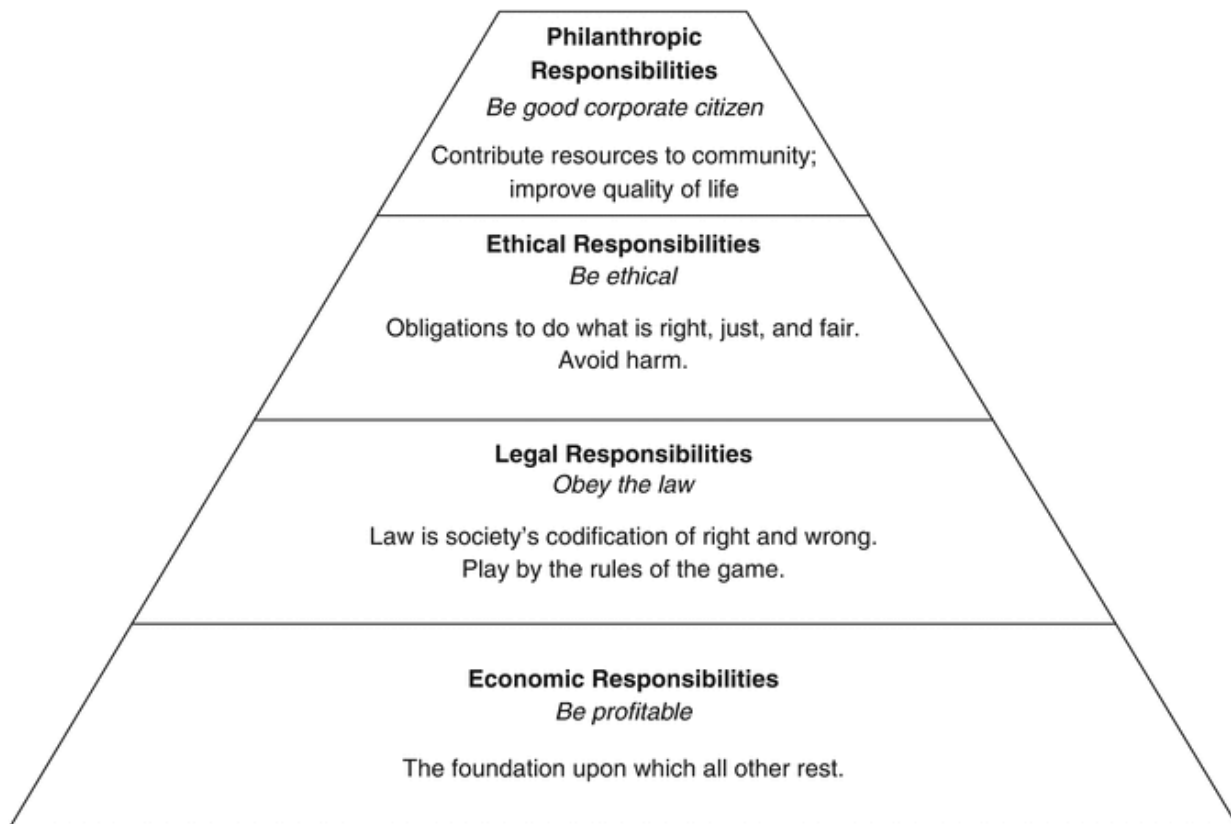 Philanthropic
Responsibilities
Be good corporate citizen
Contribute resources to community;
improve quality of life
Ethical Responsibilities
Be ethical
Obligations to do what is right, just, and fair.
Avoid harm.
Legal Responsibilities
Obey the law
Law is society’s codification of right and wrong.
Play by the rules of the game.
Economic Responsibilities
Be profitable
The foundation upon which all other rest.